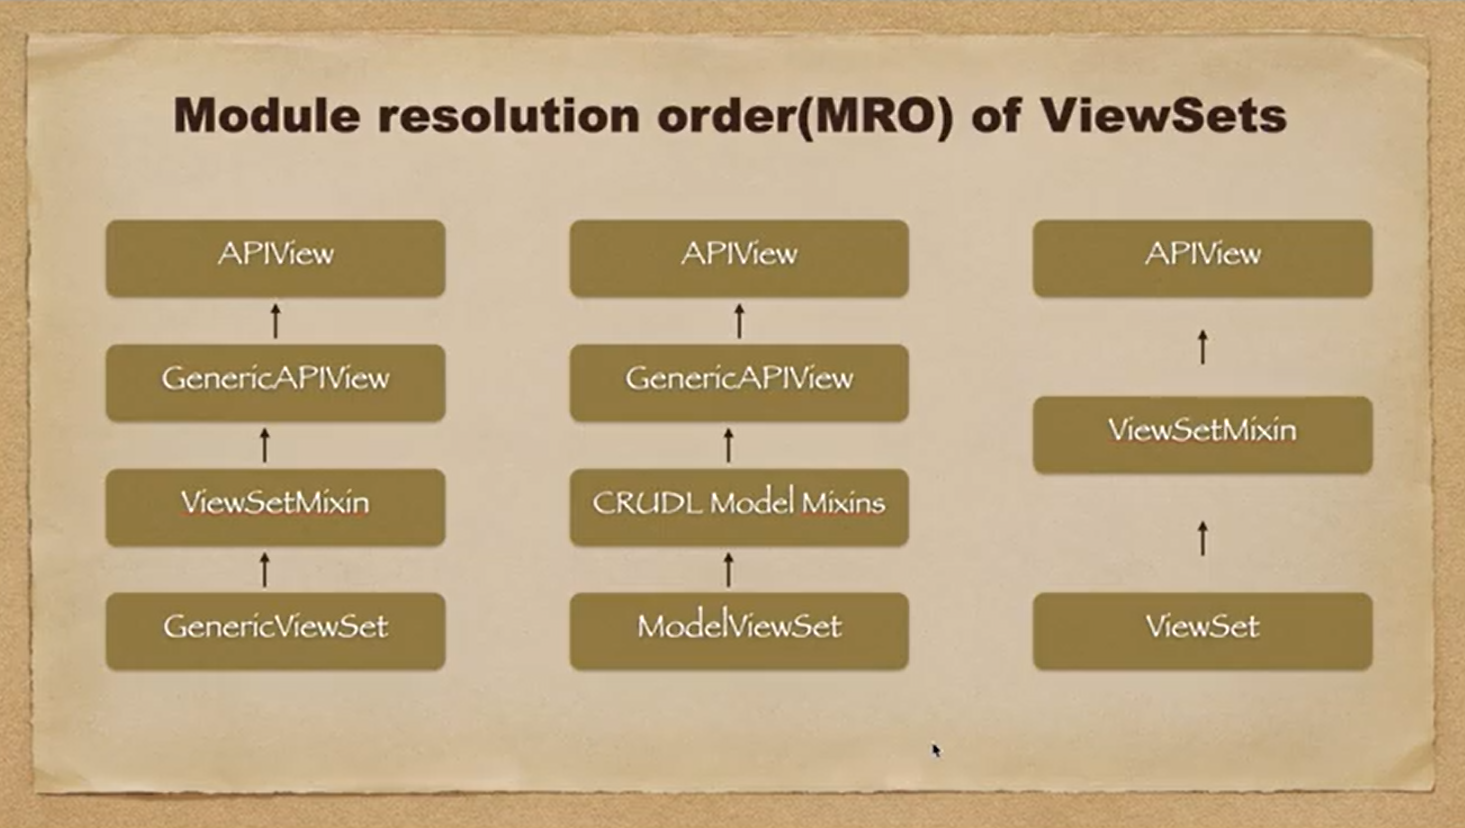 Module resolution order(MRO) of ViewSets
APIView
GenericAPIView
ViewSetMixin
GenericViewSet
APIView
GenericAPIView
CRUDL Model Mixins
ModelViewSet
APIView
ViewSetMixin
ViewSet